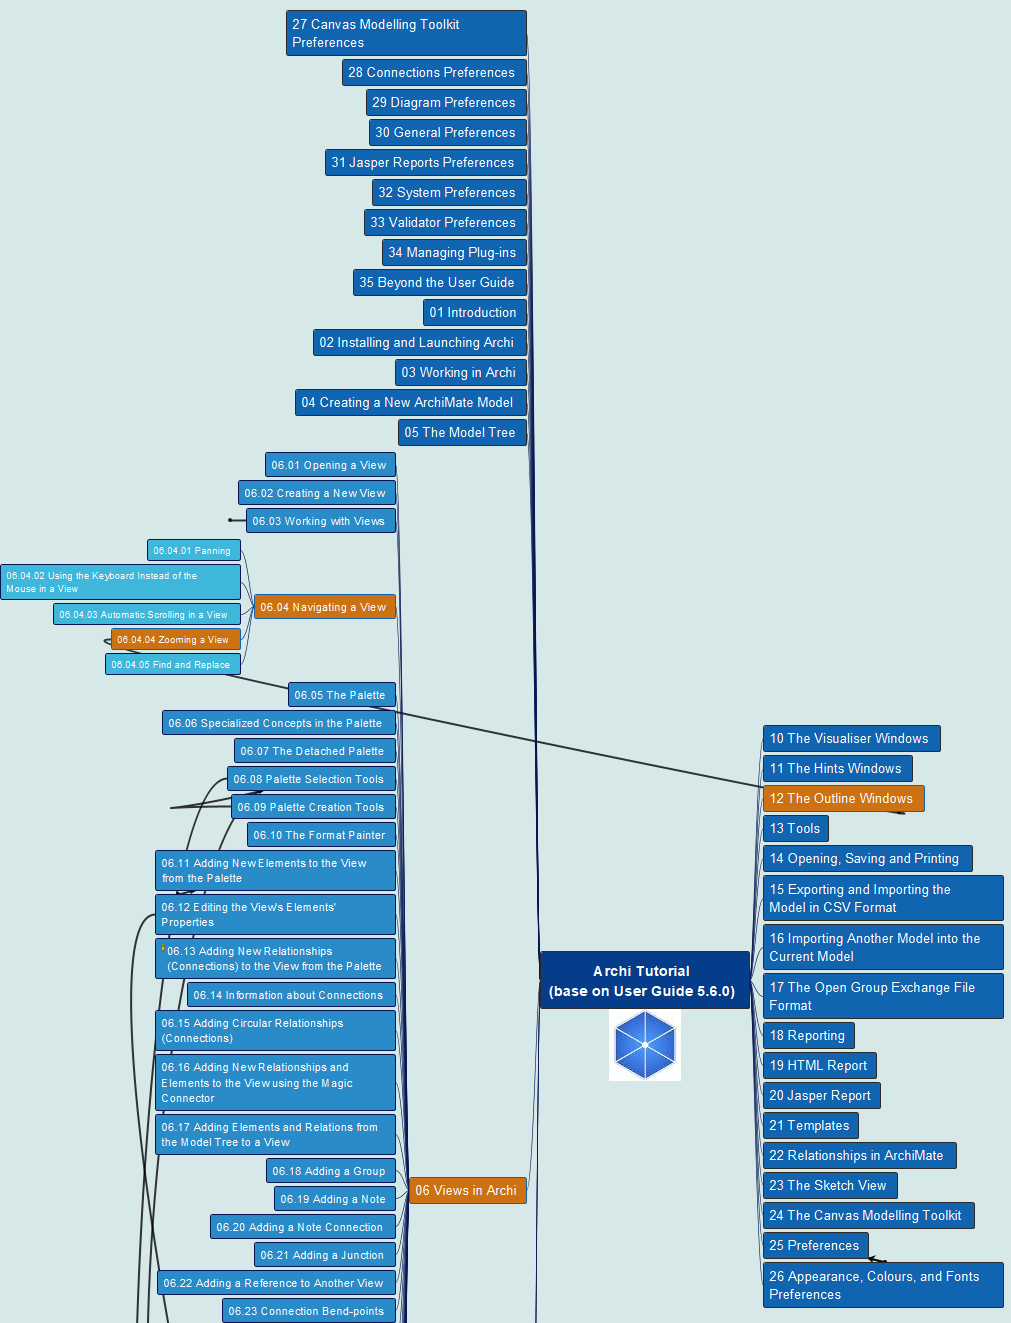 27 Canvas Modelling Toolkit
Preferences
28 Connections Preferences
29 Diagram Preferences
30 General Preferences
31 Jasper Reports Preferences
32 System Preferences
33 Validator Preferences
34 Managing Plug-ins
35 Beyond the User Guide
01 Introduction
02 Installing and Launching Archi
03 Working in Archi
04 Creating a New ArchiMate Model
05 The Model Tree
06.01 Opening a View
06.02 Creating a New View
06.03 Working with Views
06.04.01 Panning
06.04.02 Using the Keyboard Instead of the
Mouse in a View
06.04.03 Automatic Scrolling in a View
06.04.04 Zooming a View
06.04.05 Find and Replace
06.04 Navigating a View
06.05 The Palette
06.06 Specialized Concepts in the Palette
06.07 The Detached Palette
06.08 Palette Selection Tools
06.09 Palette Creation Tools
06.10 The Format Painter
06.11 Adding New Elements to the View
from the Palette
06.12 Editing the View's Elements'
Properties
06.13 Adding New Relationships
(Connections) to the View from the Palette
06.14 Information about Connections
06.15 Adding Circular Relationships
(Connections)
06.16 Adding New Relationships and
Elements to the View using the Magic
Connector
06.17 Adding Elements and Relations from
the Model Tree to a View
06.18 Adding a Group
06.19 Adding a Note
06.20 Adding a Note Connection
06.21 Adding a Junction
06.22 Adding a Reference to Another View
06.23 Connection Bend-points
06 Views in Archi
Archi Tutorial
(base on User Guide 5.6.0)
10 The Visualiser Windows
11 The Hints Windows
12 The Outline Windows
13 Tools
14 Opening, Saving and Printing
15 Exporting and Importing the
Model in CSV Format
16 Importing Another Model into the
Current Model
17 The Open Group Exchange File
Format
18 Reporting
19 HTML Report
20 Jasper Report
21 Templates
22 Relationships in ArchiMate
23 The Sketch View
24 The Canvas Modelling Toolkit
25 Preferences
26 Appearance, Colours, and Fonts
Preferences